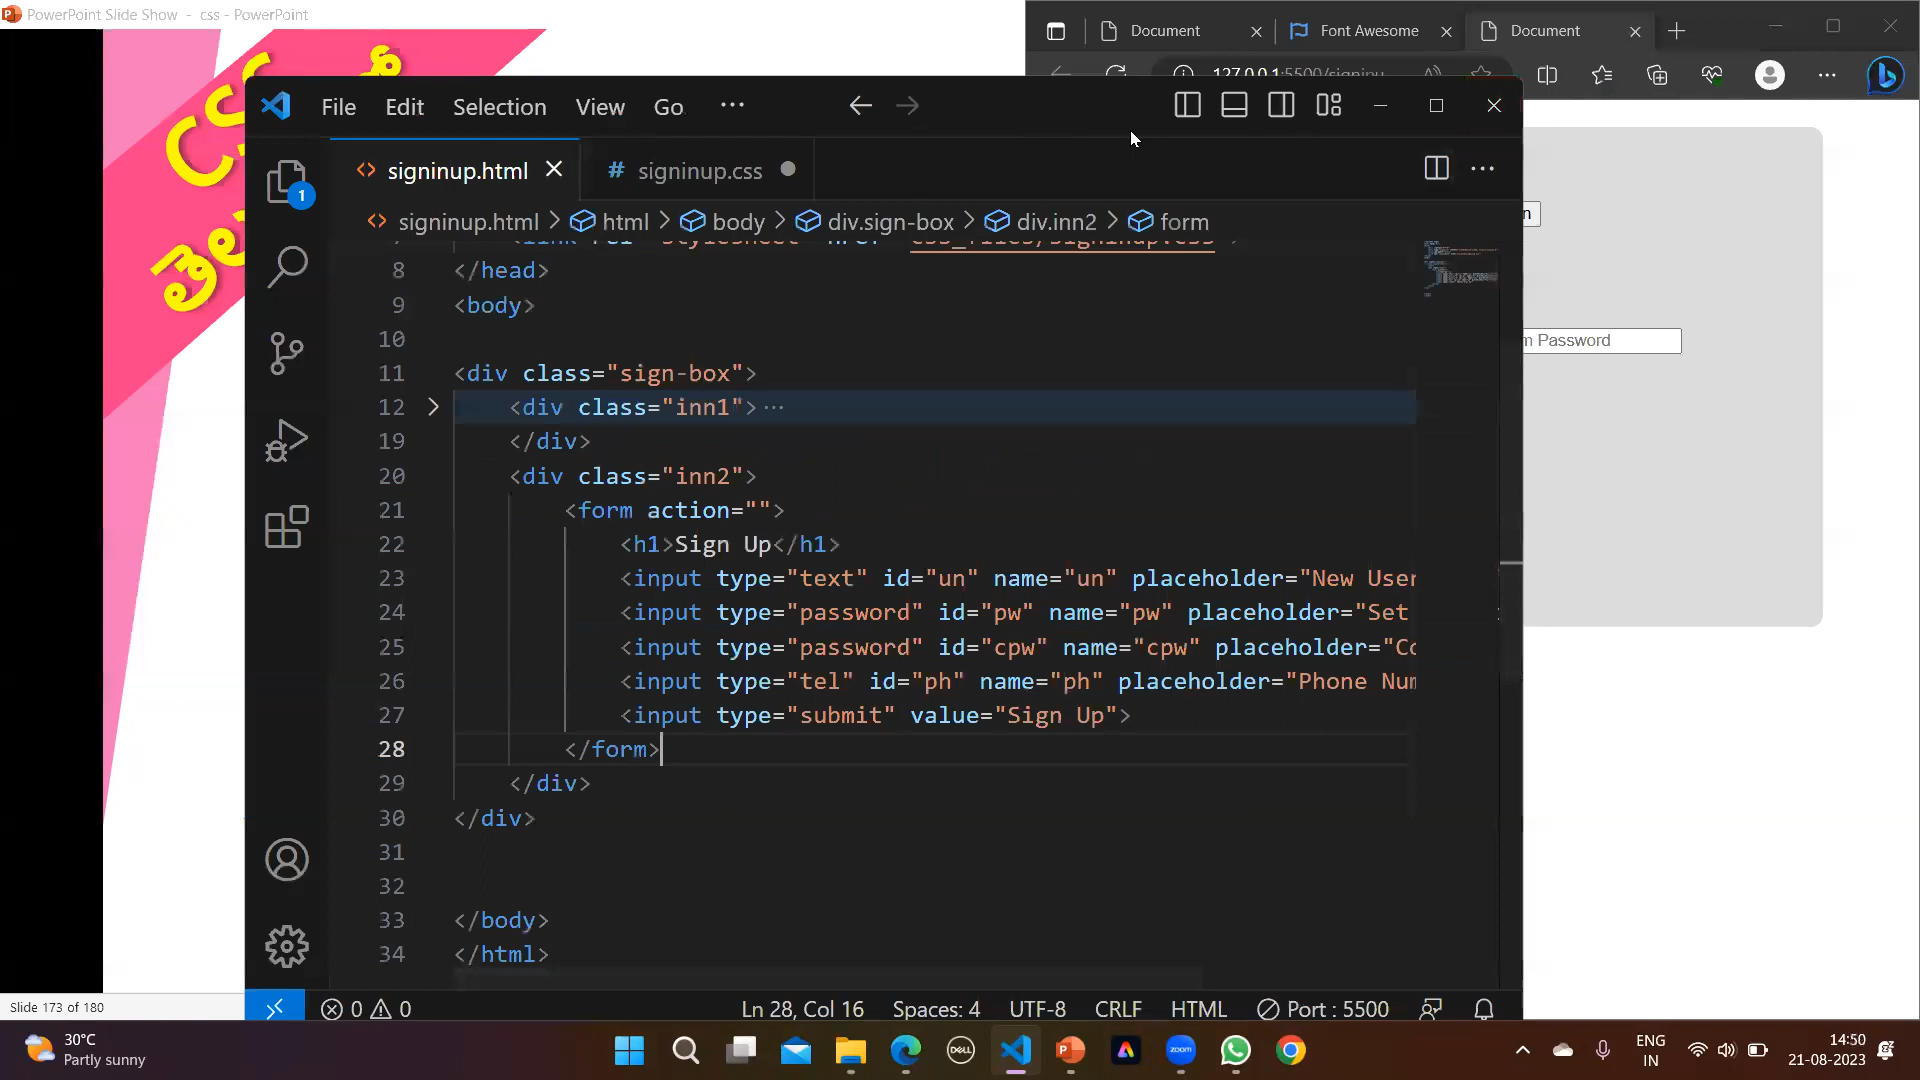 PowerPoint Slide Show - css - PowerPoint
Document
Font Awesome
Document
CSS
File Edit Selection View Go ···
signinup.html
# signinup.css
signinup.html > html > body > div.sign-box > div.inn2 > form
8 </head>
9 <body>
10
11 <div class="sign-box">
12 <div class="inn1"> ···
19 </div>
20 <div class="inn2">
21 <form action="">
22 <h1>Sign Up</h1>
23 <input type="text" id="un" name="un" placeholder="New User
24 <input type="password" id="pw" name="pw" placeholder="Set
25 <input type="password" id="cpw" name="cpw" placeholder="Co
26 <input type="tel" id="ph" name="ph" placeholder="Phone Num
27 <input type="submit" value="Sign Up">
28 </form>
29 </div>
30 </div>
31
32
33 </body>
34 </html>
1
n
m Password
Slide 173 of 180
0 0
Ln 28, Col 16 Spaces: 4 UTF-8 CRLF HTML Port : 5500
30°C
Partly sunny
DELL
zoom
ENG
IN
14:50
21-08-2023